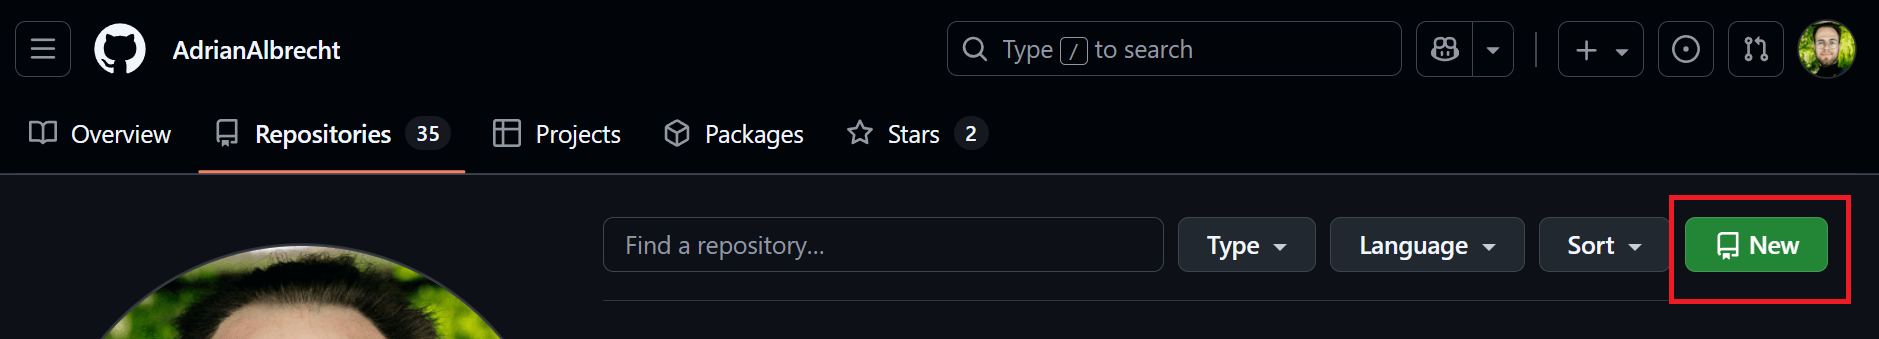 AdrianAlbrecht
Type / to search
Overview
Repositories 35
Projects
Packages
Stars 2
Find a repository...
Type
Language
Sort
New